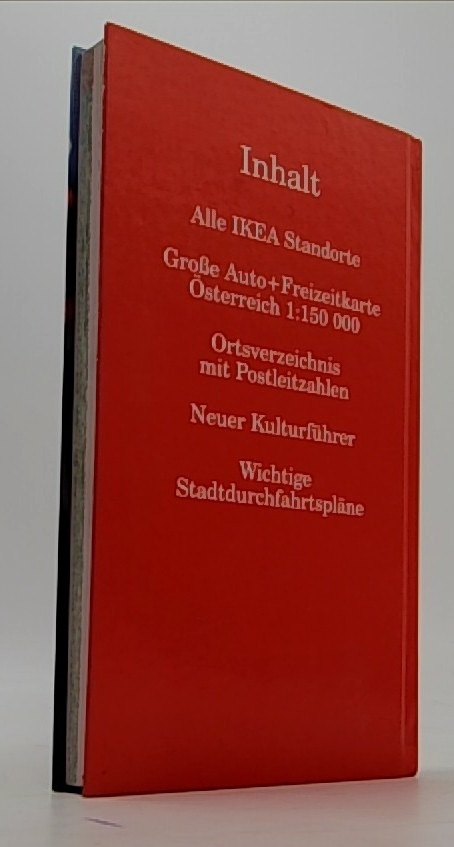 Inhalt
Alle IKEA Standorte
Große Auto+Freizeitkarte
Österreich 1:150 000
Ortsverzeichnis
mit Postleitzahlen
Neuer Kulturführer
Wichtige
Stadtdurchfahrtspläne